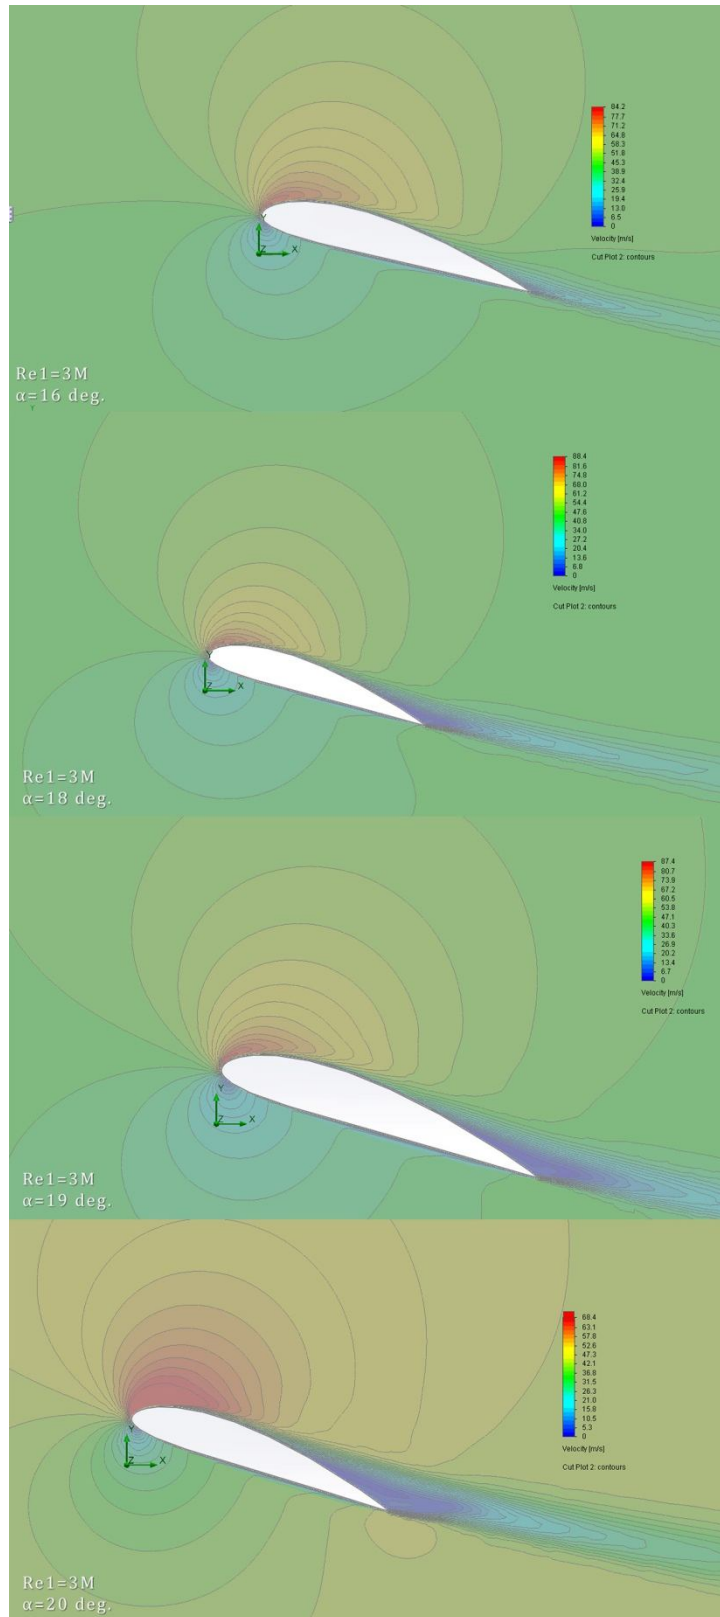 84.2
77.7
71.2
64.8
58.3
51.8
45.3
38.9
32.4
25.9
19.4
13.0
6.5
0
Velocity [m/s]
Cut Plot 2: contours
Y
Z
X
Re1=3M
α=16 deg.
Y
88.4
81.6
74.8
68.0
61.2
54.4
47.6
40.8
34.0
27.2
20.4
13.6
6.8
0
Velocity [m/s]
Cut Plot 2: contours
Y
Z
X
Re1=3M
α=18 deg.
87.4
80.7
73.9
67.2
60.5
53.8
47.1
40.3
33.6
26.9
20.2
13.4
6.7
0
Velocity [m/s]
Cut Plot 2: contours
Y
Z
X
Re1=3M
α=19 deg.
68.4
63.1
57.8
52.6
47.3
42.1
36.8
31.5
26.3
21.0
15.8
10.5
5.3
0
Velocity [m/s]
Cut Plot 2: contours
Y
Z
X
Re1=3M
α=20 deg.